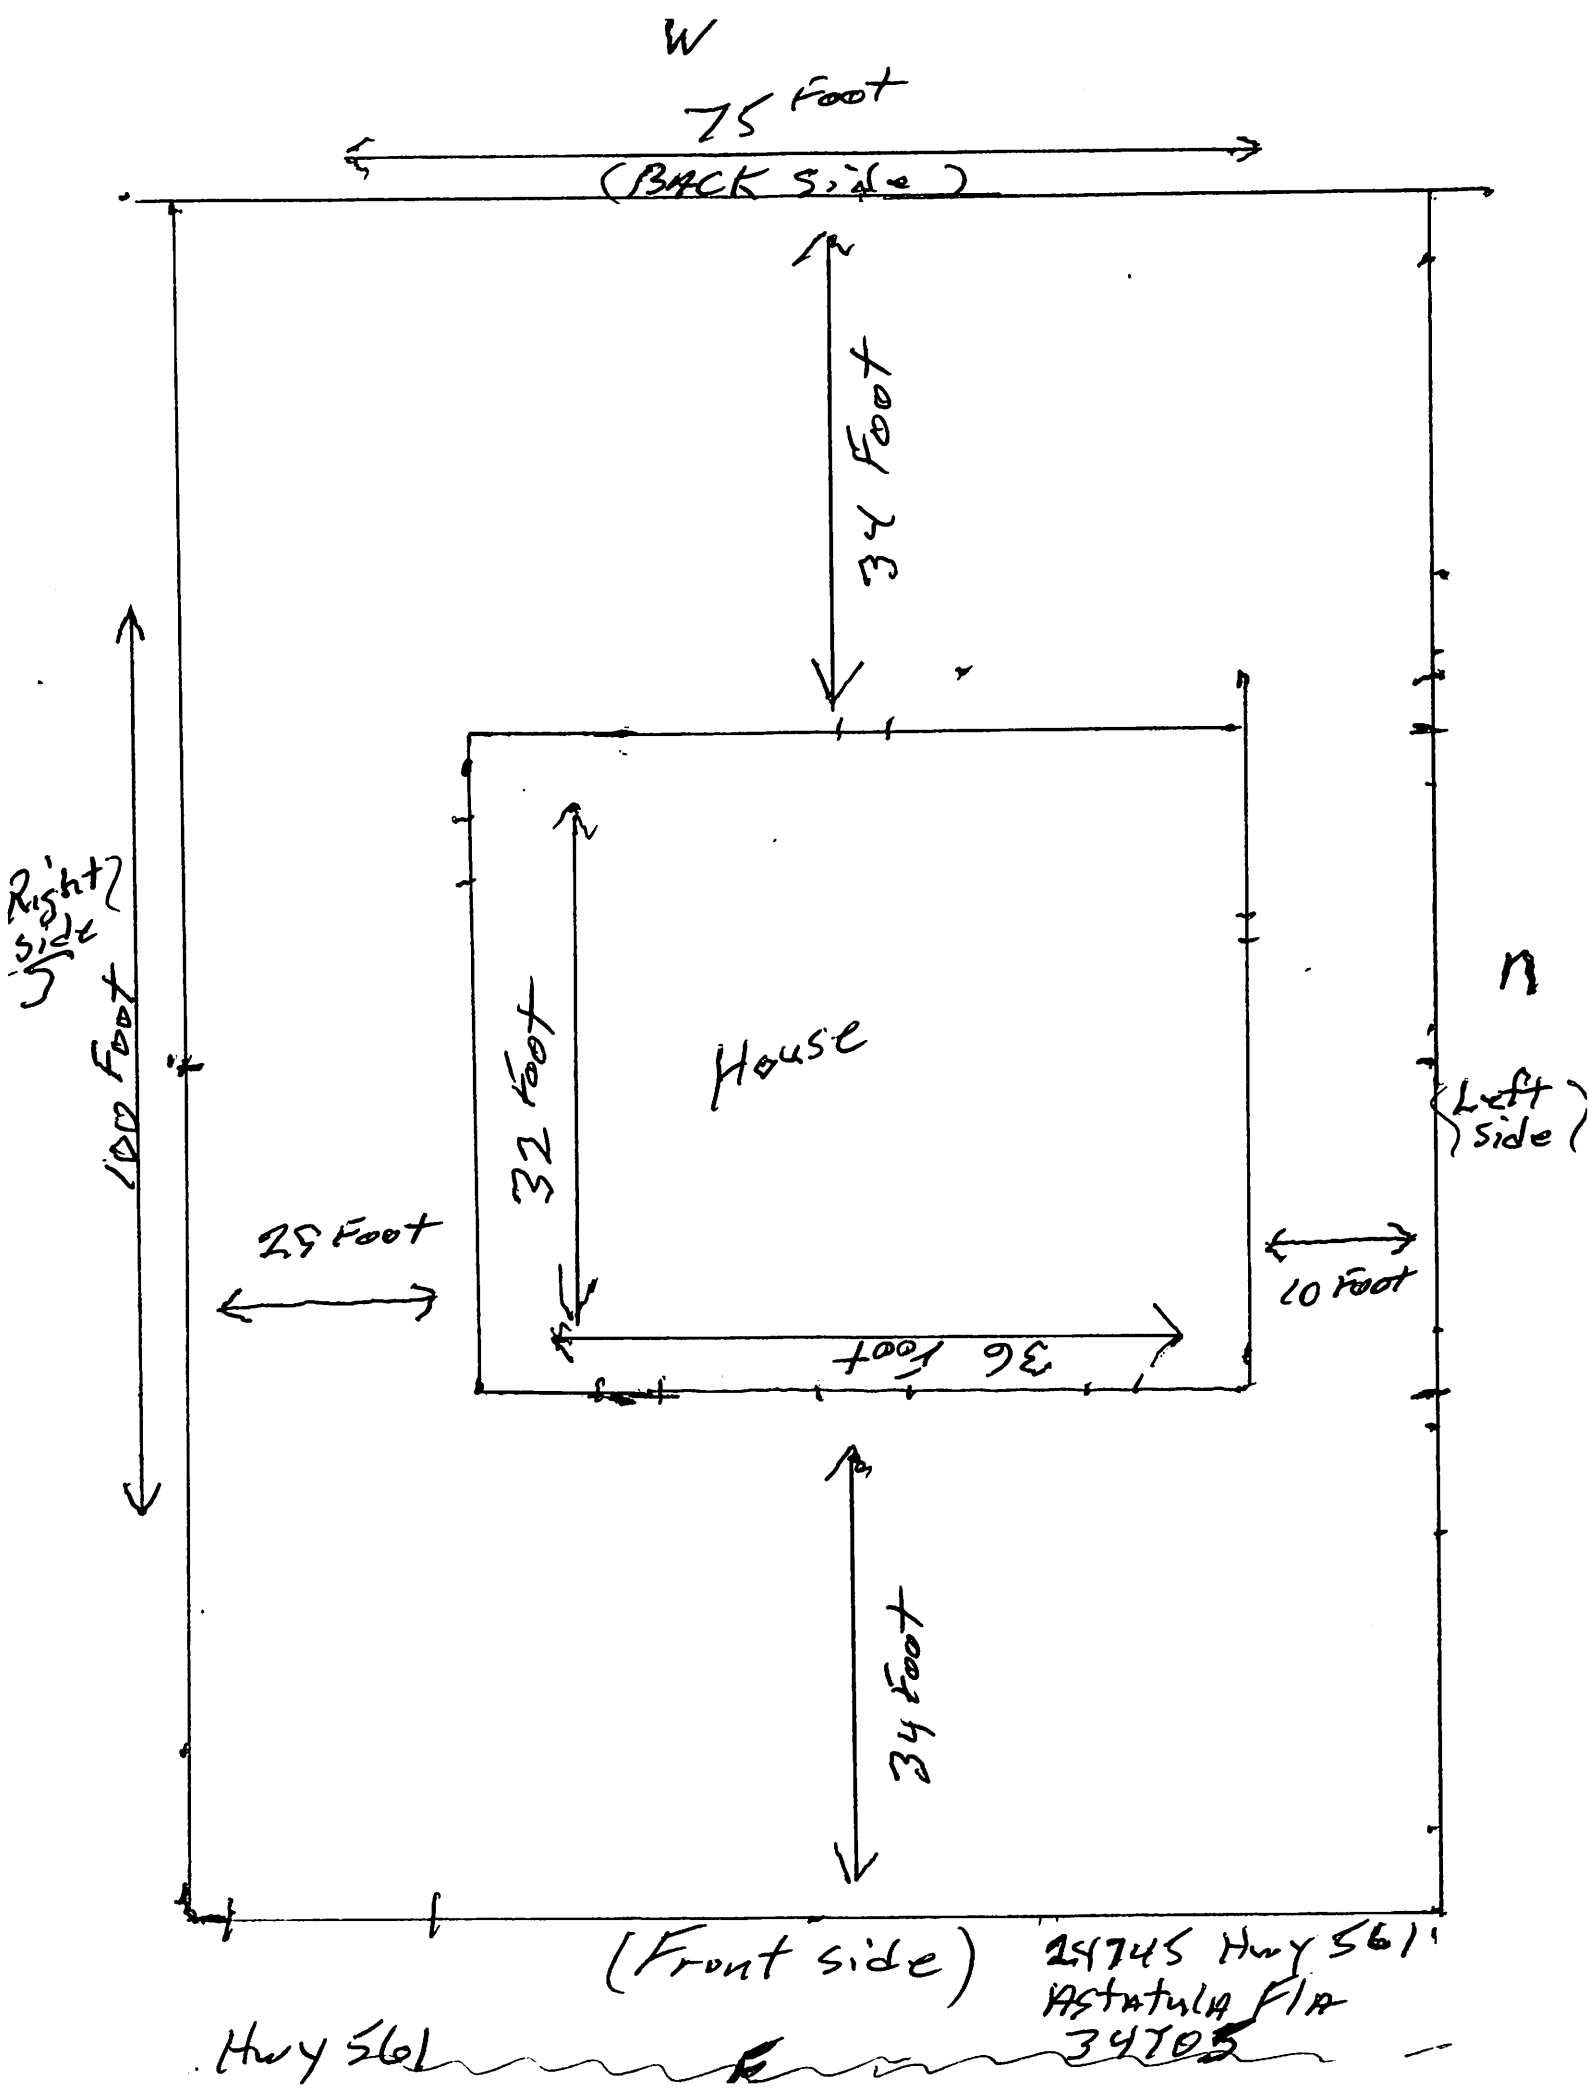 W
75 Foot
(BACK Side)
34 Foot
Right
side
S
100 Foot
32 Foot
House
n
(Left
side)
25 Foot
10 Foot
36 Foot
34 Foot
(Front side)
24745 Hwy 561
Astatula Fla
34705
Hwy 561
E